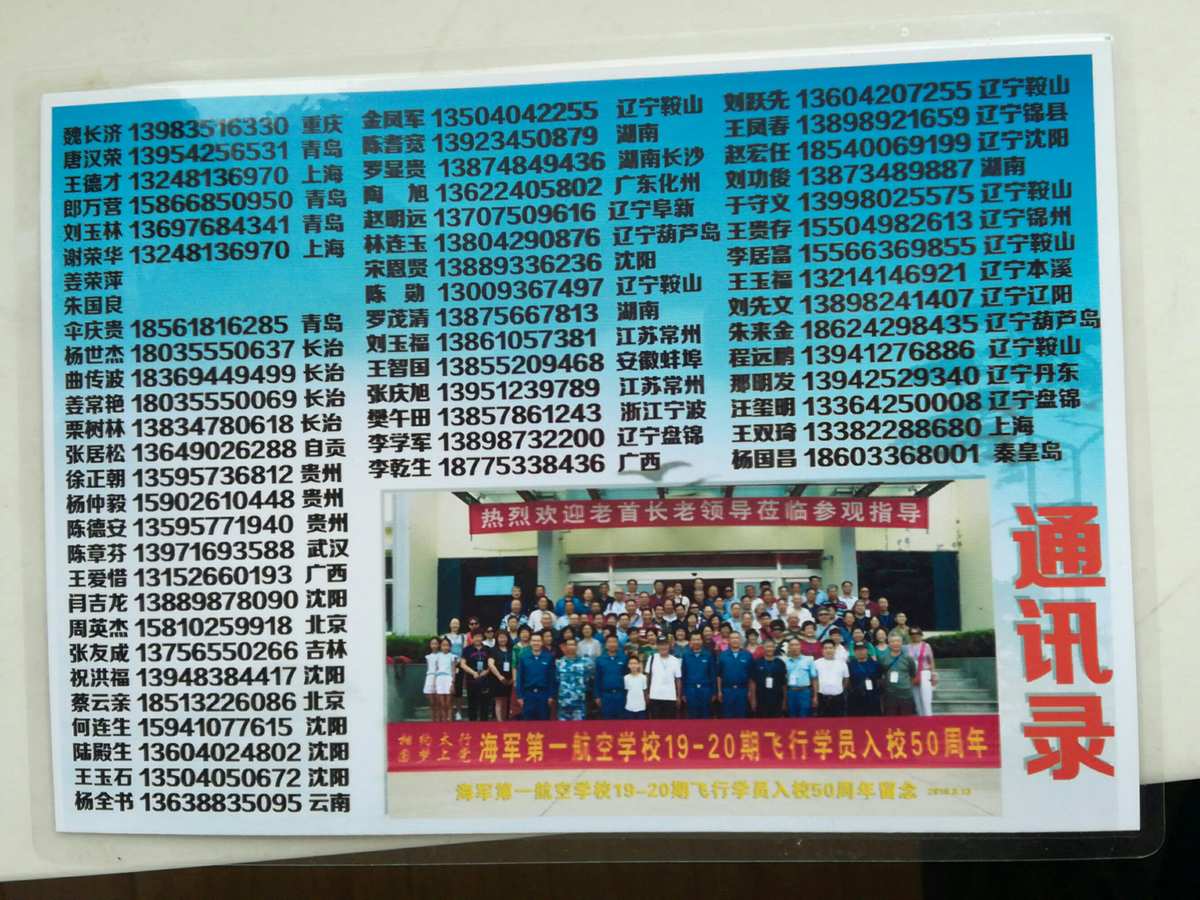 魏长济 13983516330 重庆
唐汉荣 13954256531 青岛
王德才 13248136970 上海
郎万营 15866850950 青岛
刘玉林 13697684341 青岛
谢荣华 13248136970 上海
姜荣萍
朱国良
伞庆贵 18561816285 青岛
杨世杰 18035550637 长治
曲传波 18369449499 长治
姜常艳 18035550069 长治
栗树林 13834780618 长治
张居松 13649026288 自贡
徐正朝 13595736812 贵州
杨仲毅 15902610448 贵州
陈德安 13595771940 贵州
陈章芬 13971693588 武汉
王爱惜 13152660193 广西
闫吉龙 13889878090 沈阳
周英杰 15810259918 北京
张友成 13756550266 吉林
祝洪福 13948384417 沈阳
蔡云亲 18513226086 北京
何连生 15941077615 沈阳
陆殿生 13604024802 沈阳
王玉石 13504050672 沈阳
杨全书 13638835095 云南
金凤军 13504042255 辽宁鞍山
陈耆宽 13923450879 湖南
罗显贵 13874849436 湖南长沙
陶 旭 13622405802 广东化州
赵明远 13707509616 辽宁阜新
林连玉 13804290876 辽宁葫芦岛
宋恩贤 13889336236 沈阳
陈 勋 13009367497 辽宁鞍山
罗茂清 13875667813 湖南
刘玉福 13861057381 江苏常州
王智国 13855209468 安徽蚌埠
张庆旭 13951239789 江苏常州
樊午田 13857861243 浙江宁波
李学军 13898732200 辽宁盘锦
李乾生 18775338436 广西
刘跃先 13604207255 辽宁鞍山
王凤春 13898921659 辽宁锦县
赵宏任 18540069199 辽宁沈阳
刘功俊 13873489887 湖南
于守文 13998025575 辽宁鞍山
王贵存 15504982613 辽宁锦州
李居富 15566369855 辽宁鞍山
王玉福 13214146921 辽宁本溪
刘先文 13898241407 辽宁辽阳
朱来金 18624298435 辽宁葫芦岛
程远鹏 13941276886 辽宁鞍山
那明发 13942529340 辽宁丹东
汪玺明 13364250008 辽宁盘锦
王双琦 13382288680 上海
杨国昌 18603368001 秦皇岛
热烈欢迎老首长老领导莅临参观指导
相约太行
圆梦上党
海军第一航空学校19-20期飞行学员入校50周年
海军第一航空学校19-20期飞行学员入校50周年留念
通讯录